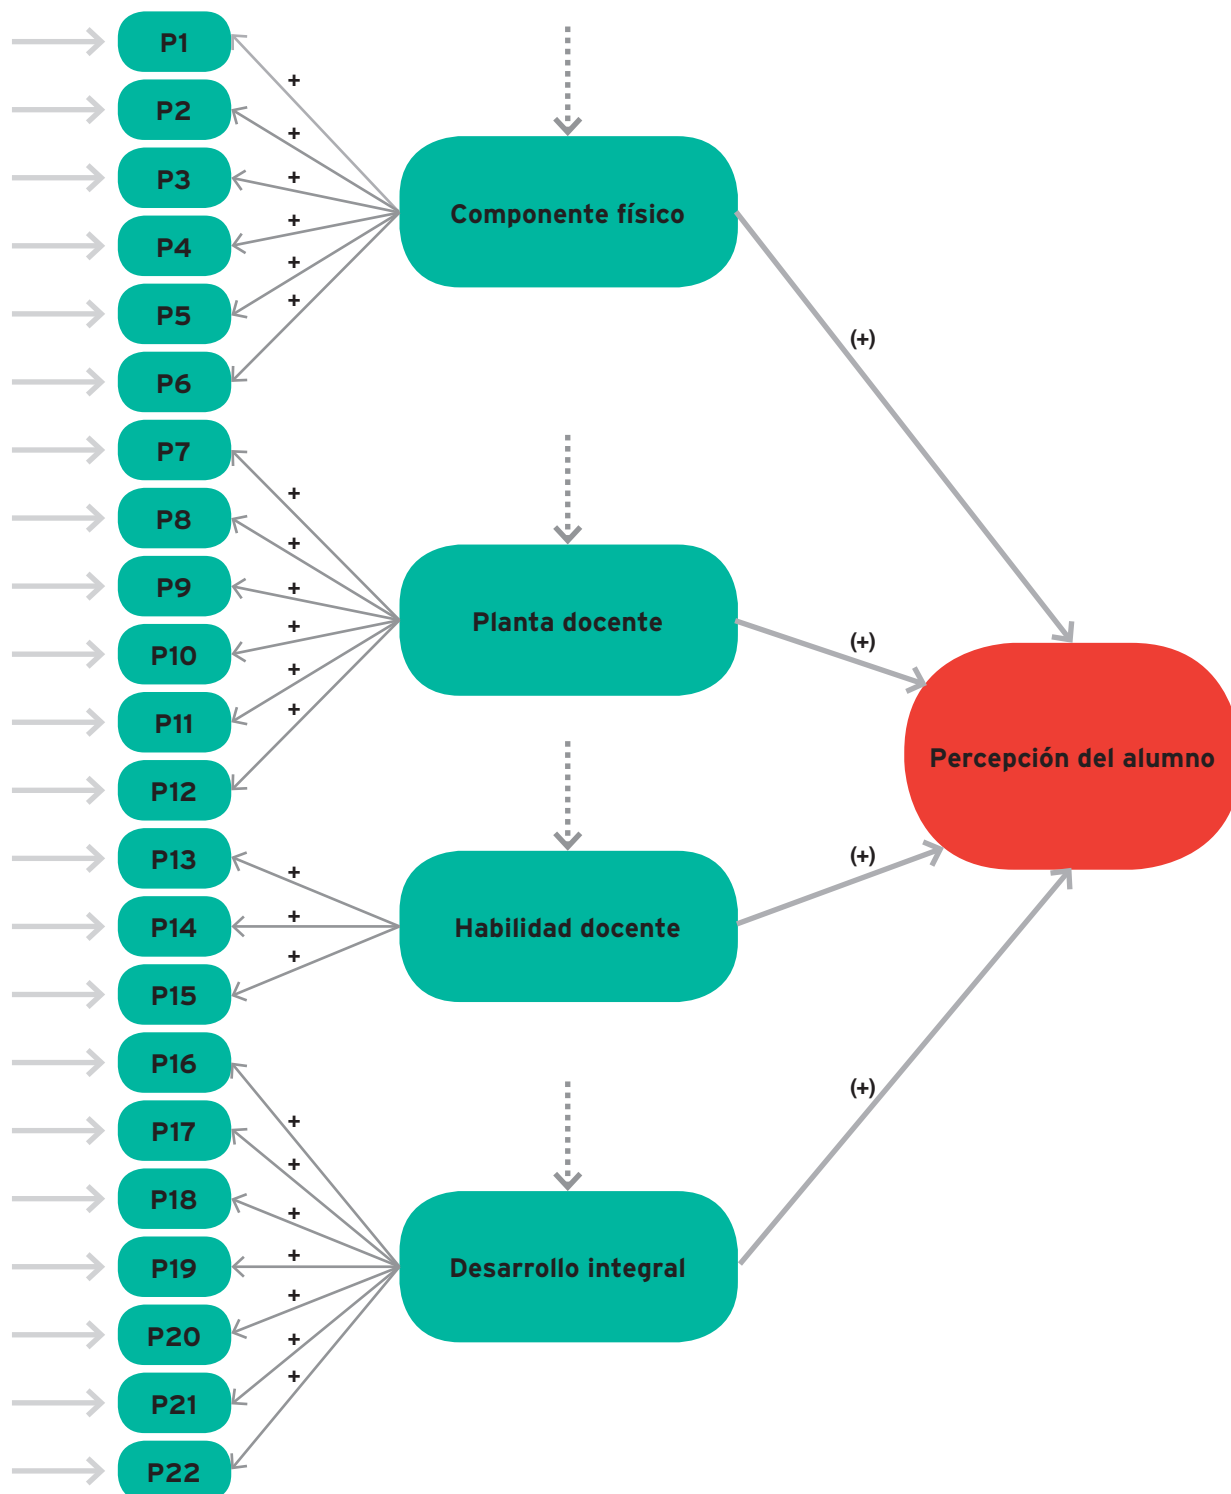 P1
+
P2
+
P3
+
Componente físico
P4
+
P5
+
P6
+
(+)
P7
+
P8
+
P9
+
Planta docente
P10
+
P11
+
P12
+
(+)
Percepción del alumno
P13
+
P14
+
Habilidad docente
P15
+
(+)
P16
+
P17
+
P18
+
P19
+
Desarrollo integral
P20
+
P21
+
P22
+
(+)